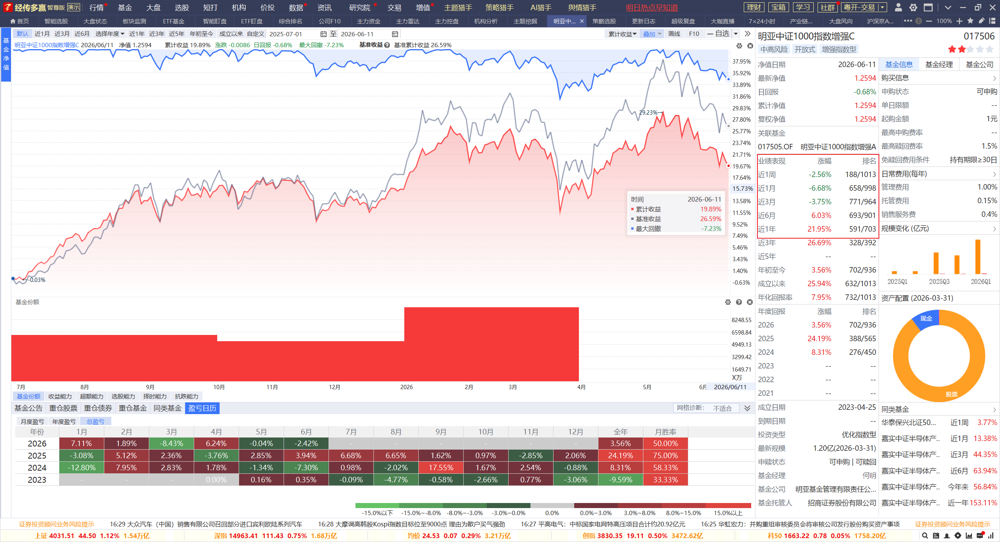 经传多赢 智尊版 演示 行情 基金 大盘 选股 短打 机构 价投 数据 资讯 研究院 交易 增值 主题猎手 策略猎手 AI猎手 舆情猎手 明日热点早知道 理财 宝箱 学习 社群 粤开-交易
首页 智能选股 大盘状态 板块监测 ETF基金 智能盯盘 ETF盯盘 综合排名 公司F10 主力资金 主力雷达 主力控盘 机构分析 主题挖掘 明亚中... 策略选股 更新日志 超级复盘 大咖直播 7×24小时 产业链... 大盘风向 沪深京A... 100%
基金净值
默认 近1月 近3月 近6月 选择年度 近1年 近3年 近5年 年初至今 成立以来 自定义 2025-07-01 至 2026-06-11 累计收益 叠加 画线 F10 自选
明亚中证1000指数增强C 2026/06/11 净值 1.2594 累计收益 19.89% 涨跌 -0.0086 日回报 -0.68% 最大回撤 -7.23% 基准收益 基准累计收益 26.59%
37.95%
35.92%
33.89%
31.86%
29.83%
27.80%
25.77%
23.74%
21.71%
19.67%
17.64%
15.73%
13.58%
11.55%
9.52%
7.49%
5.46%
3.43%
1.40%
-0.63%
29.23%→
←-0.03%
时间 2026-06-11
累计收益 19.89%
基准收益 26.59%
最大回撤 -7.23%
基金份额
8248.55
6598.84
4949.13
3299.42
1649.71
X万
7月 8月 9月 10月 11月 12月 2026 2月 3月 4月 5月 6月 2026/06/11
基金份额 收益能力 超额能力 选股能力 择时能力 抗跌能力
基金公告 重仓股票 重仓债券 重仓基金 同类基金 盈亏日历 网格诊断: 不适合
月度盈亏 年度盈亏 总盈亏
年份 1月 2月 3月 4月 5月 6月 7月 8月 9月 10月 11月 12月 全年 月胜率
2026 7.11% 1.89% -8.43% 6.24% -0.04% -2.42% - - - - - - 3.56% 50.00%
2025 -3.08% 5.12% 2.36% -3.76% 2.85% 3.94% 6.68% 6.65% 1.62% 0.97% -2.85% 2.06% 24.19% 75.00%
2024 -12.80% 7.95% 2.83% 1.78% -1.34% -7.30% 0.98% -2.02% 17.55% 1.67% 2.54% -0.88% 8.31% 58.33%
2023 - - - 0.00% 0.16% 0.35% -0.09% -4.77% -0.58% -2.66% 0.77% -3.06% -9.59% 33.33%
-15.0%以下 -15.0%~-8.0% -8.0%~-3.0% -3.0%~0.0% 0.0% 0.0%~3.0% 3.0%~8.0% 8.0%~15.0% 15.0%以上
明亚中证1000指数增强C 017506
中高风险 开放式 增强指数型
净值日期 2026-06-11
最新净值 1.2594
日回报 -0.68%
累计净值 1.2594
复权净值 1.2594
关联基金
017505.OF 明亚中证1000指数增强A
业绩表现 涨幅 排名
近1周 -2.56% 188/1013
近1月 -6.68% 658/998
近3月 -3.75% 771/964
近6月 6.03% 693/901
近1年 21.95% 591/703
近3年 26.69% 328/392
近5年 -- --
年初至今 3.56% 702/936
成立以来 25.94% 632/1013
年化回报率 7.95% 732/1013
年度回报 涨幅 排名
2026 3.56% 702/936
2025 24.19% 388/565
2024 8.31% 276/450
2023 -- --
2022 -- --
2021 -- --
成立日期 2023-04-25
到期日期 --
投资类型 优化指数型
最新规模 1.20亿(2026-03-31)
申赎状态 可申购 | 可赎回
基金经理 何明
基金公司 明亚基金管理有限责任公...
基金托管人 招商证券股份有限公司
基金信息 基金经理 基金公司
购买信息
申购状态 可申购
单日限额 --
起购金额 1元
最高申购费率 --
最高赎回费率 1.5%
免赎回费用条件 持有期限≥30日
日常费用(每年)
管理费用 1.00%
托管费用 0.15%
销售服务费 0.4%
规模变化 (亿元)
2025Q1 2025Q3 2026Q1
资产配置 (2026-03-31)
现金
股票
同类基金
华泰保兴北证50... 近1周 3.77%
嘉实中证半导体产.. 近1月 13.38%
嘉实中证半导体产.. 近3月 44.35%
嘉实中证半导体产.. 近6月 63.94%
嘉实中证半导体产.. 今年来 56.84%
嘉实中证半导体产.. 近一年 153.11%
证券投资顾问业务风险提示 16:29 大众汽车（中国）销售有限公司召回部分进口宾利欧陆系列汽车 16:28 大摩调高韩股Kospi指数目标位至9000点 理由为散户买气强劲 16:27 平高电气：中标国家电网特高压项目合计约20.92亿元 16:25 华虹宏力：并购重组审核委员会将审核公司发行股份购买资产事项 证券投资顾问业务风险提示
上证 4031.51 44.50 1.12% 1.54万亿 深指 14963.41 111.43 0.75% 1.68万亿 均价 24.53 0.07 0.29% 3.21万亿 创指 3830.35 19.11 0.50% 3472.62亿 科50 1663.22 0.78 0.05% 1758.20亿